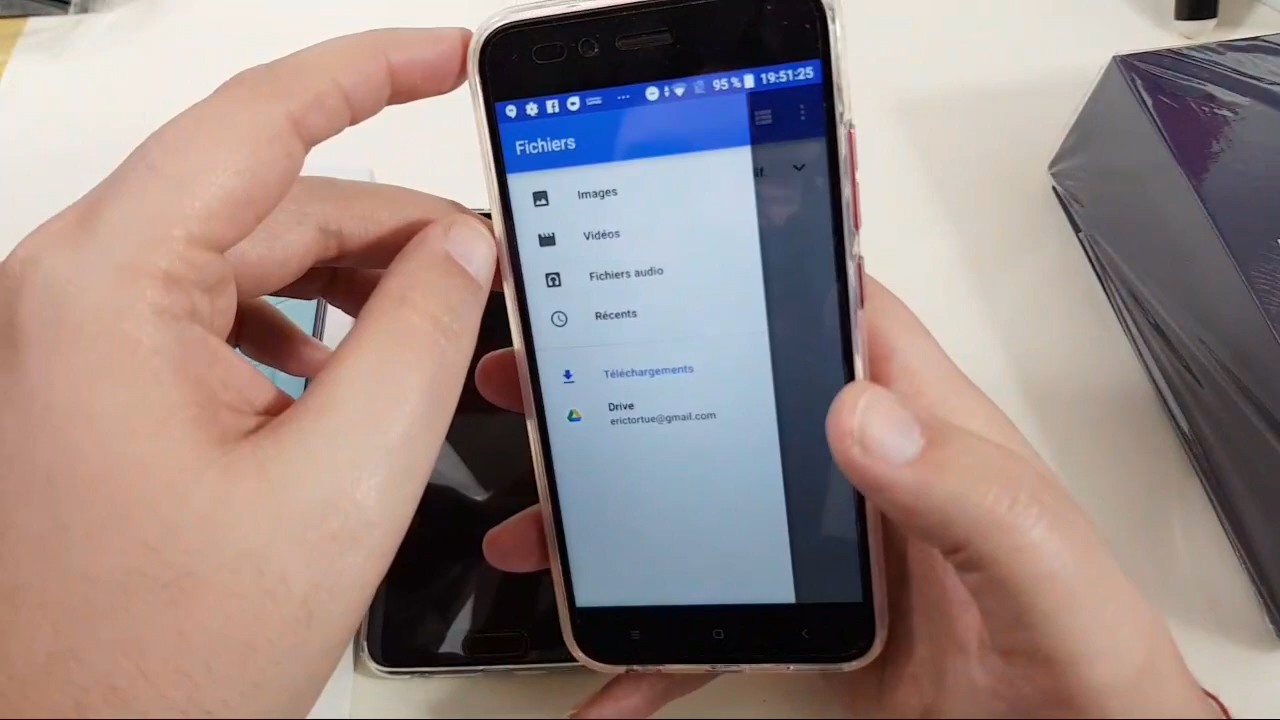 95 % 19:51:25
Fichiers
Images
Vidéos
Fichiers audio
Récents
Téléchargements
Drive
erictortue@gmail.com